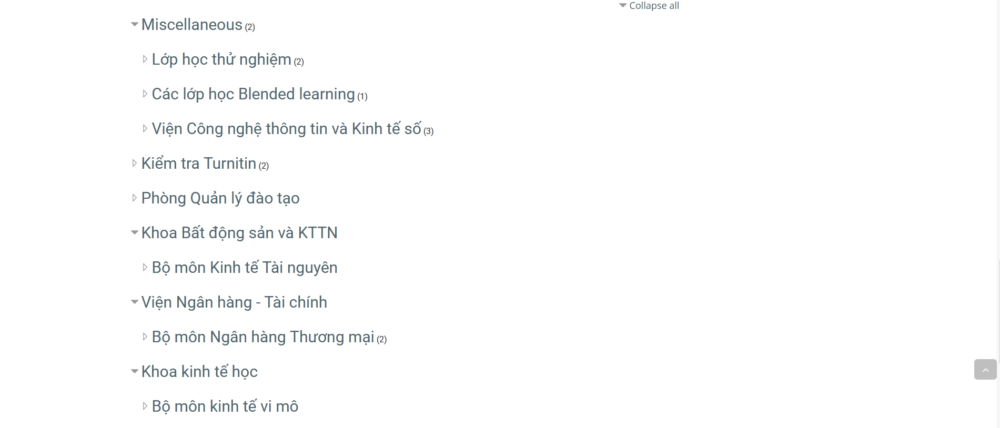 Collapse all
Miscellaneous (2)
Lớp học thử nghiệm (2)
Các lớp học Blended learning (1)
Viện Công nghệ thông tin và Kinh tế số (3)
Kiểm tra Turnitin (2)
Phòng Quản lý đào tạo
Khoa Bất động sản và KTTN
Bộ môn Kinh tế Tài nguyên
Viện Ngân hàng - Tài chính
Bộ môn Ngân hàng Thương mại (2)
Khoa kinh tế học
Bộ môn kinh tế vi mô